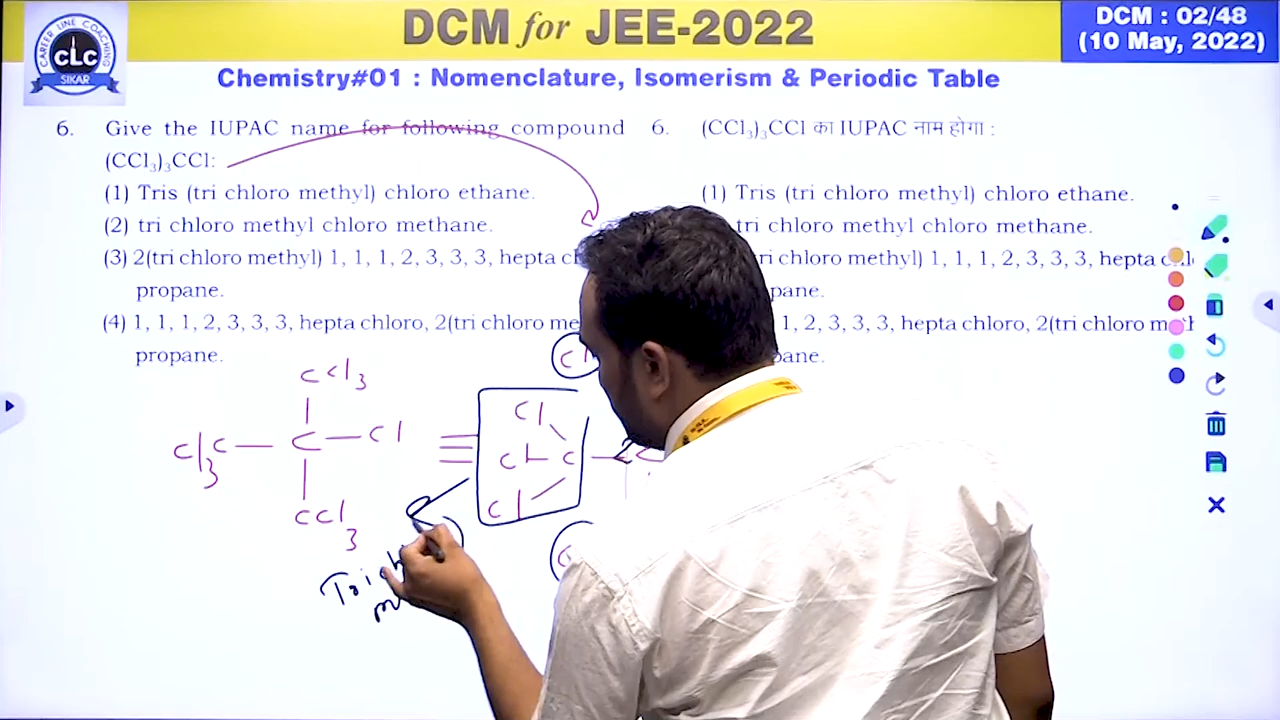 CAREER LINE COACHING
CLC
SIKAR
DCM for JEE-2022
DCM : 02/48
(10 May, 2022)
Chemistry#01 : Nomenclature, Isomerism & Periodic Table
6. Give the IUPAC name for following compound
(CCl₃)₃CCl:
(1) Tris (tri chloro methyl) chloro ethane.
(2) tri chloro methyl chloro methane.
(3) 2(tri chloro methyl) 1, 1, 1, 2, 3, 3, 3, hepta
propane.
(4) 1, 1, 1, 2, 3, 3, 3, hepta chloro, 2(tri chloro
propane.
6. (CCl₃)₃CCl का IUPAC नाम होगा :
(1) Tris (tri chloro methyl) chloro ethane.
tri chloro methyl chloro methane.
chloro methyl) 1, 1, 1, 2, 3, 3, 3, hepta
1, 2, 3, 3, 3, hepta chloro, 2(tri chloro
CCl₃
Cl₃C — C — Cl
CCl₃
Cl
Cl
Cl — C
Cl